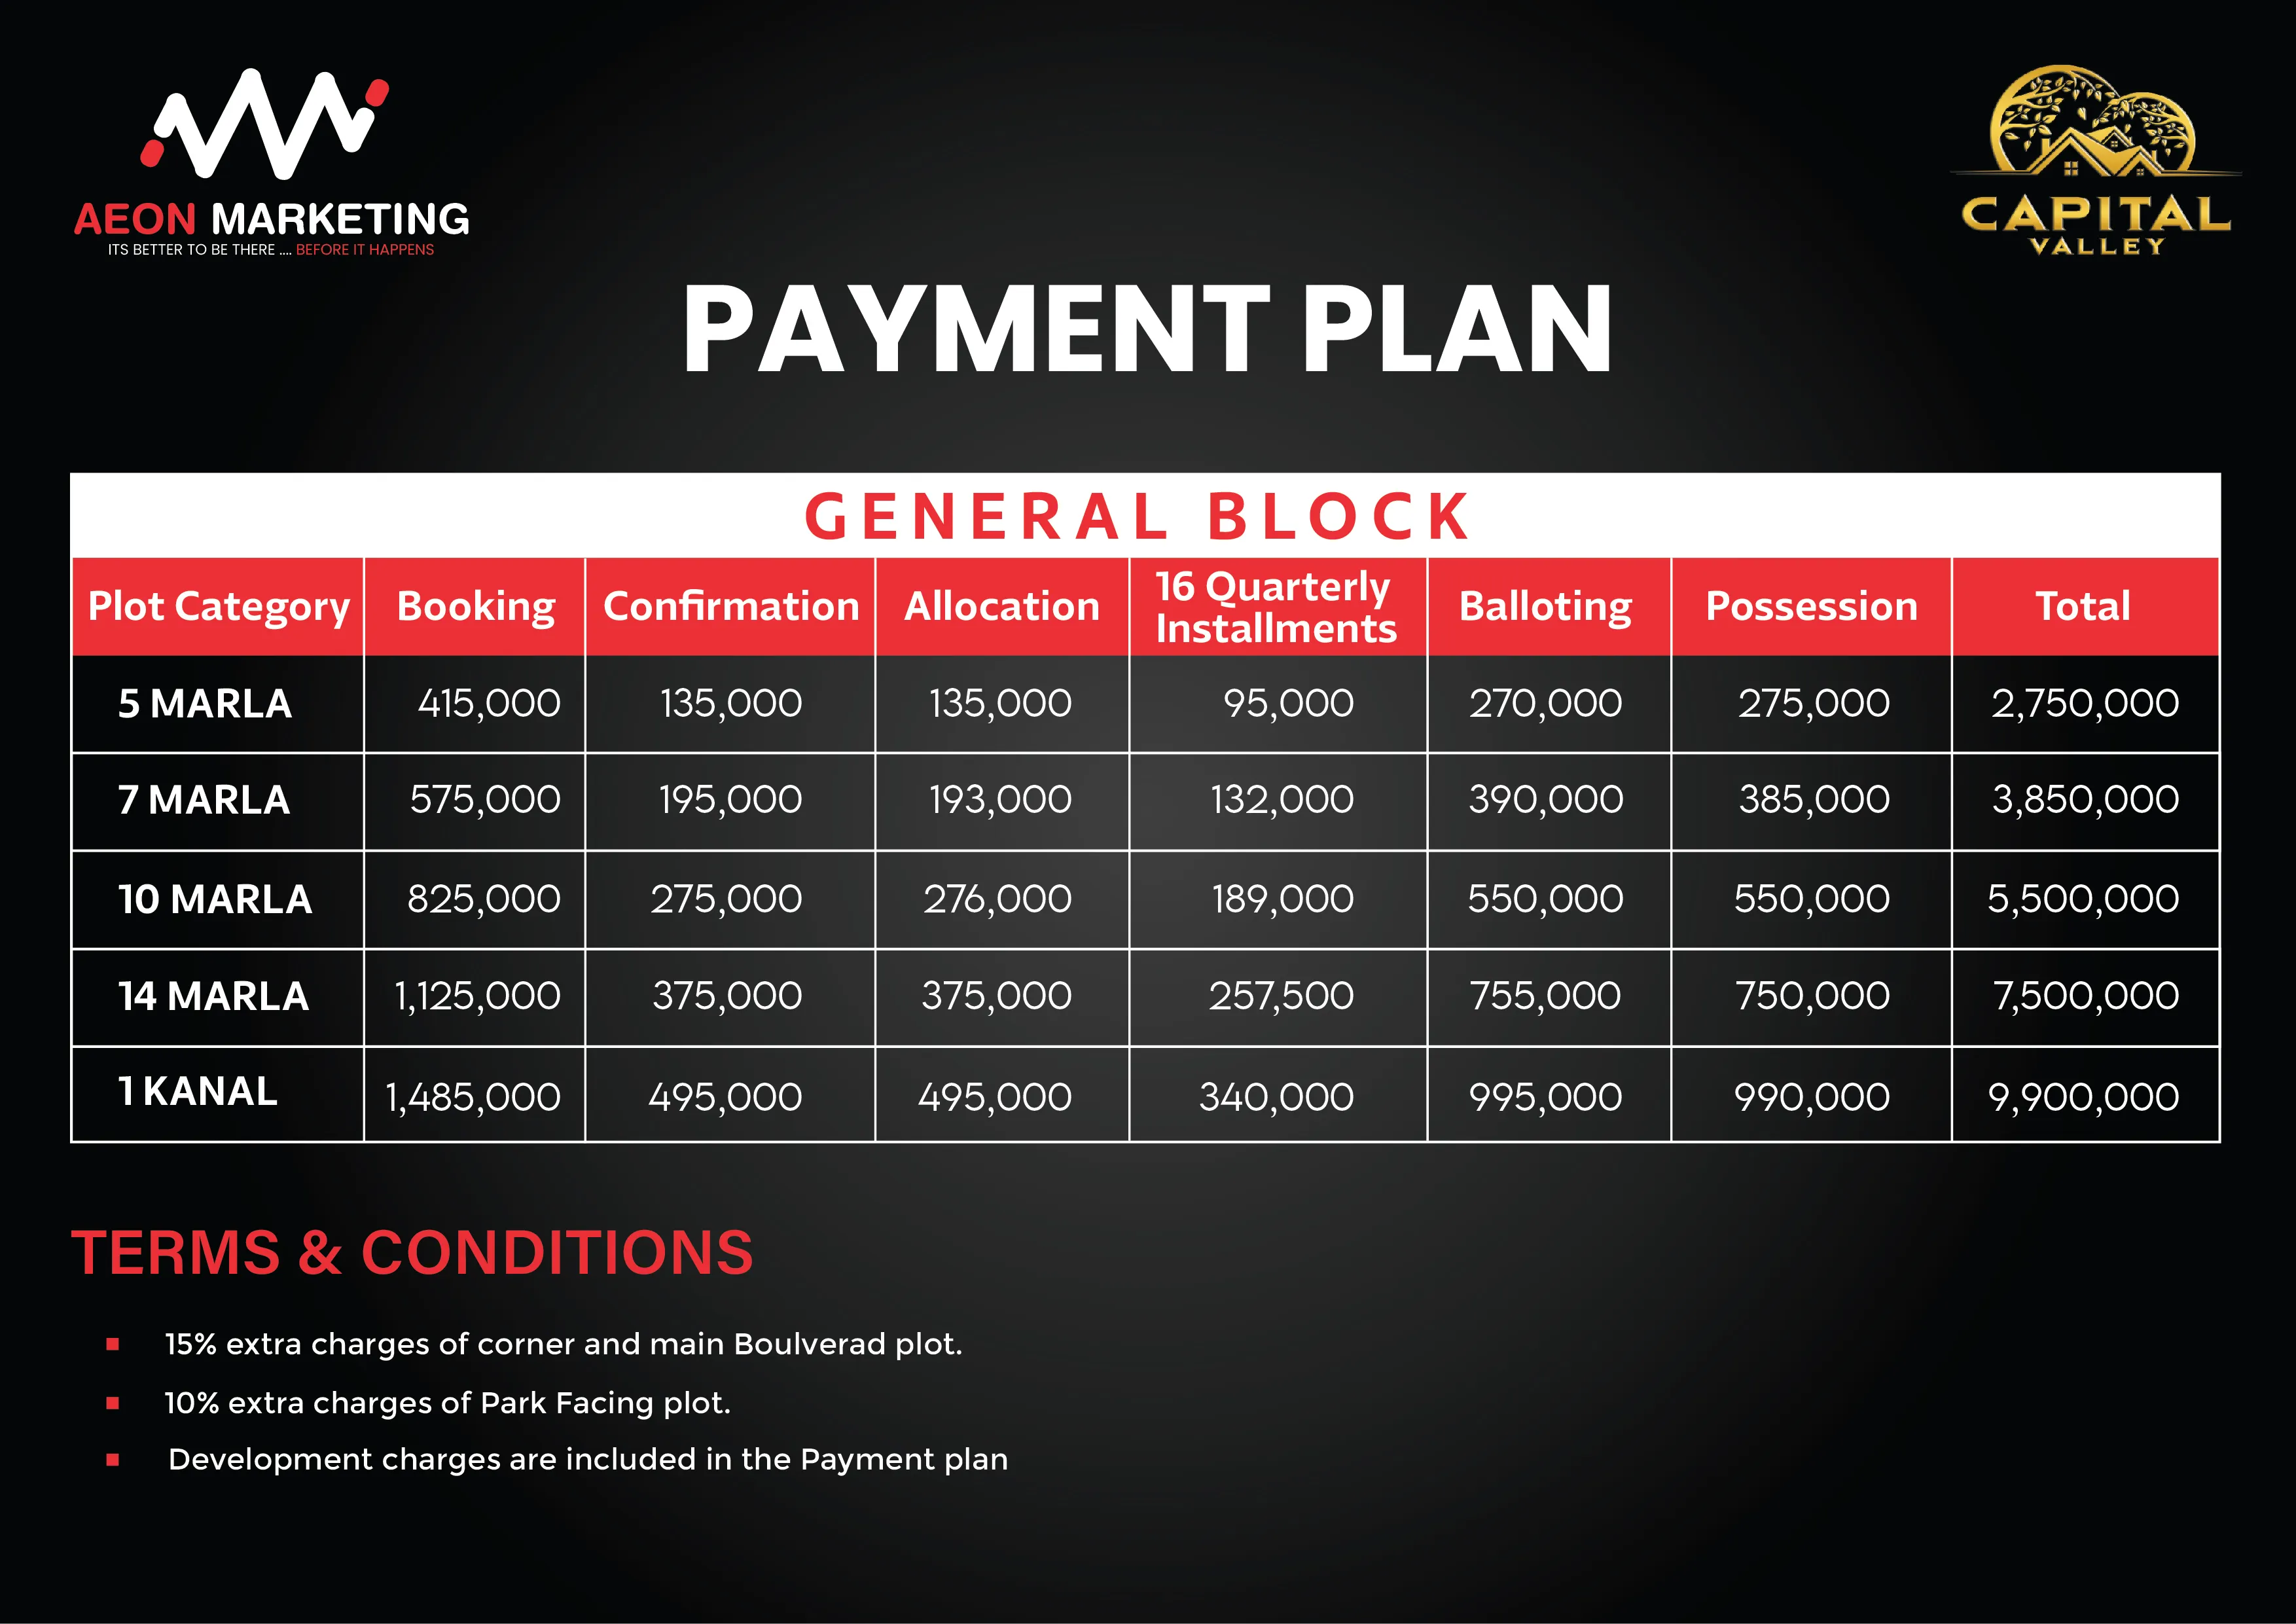 AEON MARKETING
ITS BETTER TO BE THERE .... BEFORE IT HAPPENS
CAPITAL
VALLEY
PAYMENT PLAN
GENERAL BLOCK
Plot Category Booking Confirmation Allocation 16 Quarterly Installments Balloting Possession Total
5 MARLA 415,000 135,000 135,000 95,000 270,000 275,000 2,750,000
7 MARLA 575,000 195,000 193,000 132,000 390,000 385,000 3,850,000
10 MARLA 825,000 275,000 276,000 189,000 550,000 550,000 5,500,000
14 MARLA 1,125,000 375,000 375,000 257,500 755,000 750,000 7,500,000
1 KANAL 1,485,000 495,000 495,000 340,000 995,000 990,000 9,900,000
TERMS & CONDITIONS
15% extra charges of corner and main Boulverad plot.
10% extra charges of Park Facing plot.
Development charges are included in the Payment plan